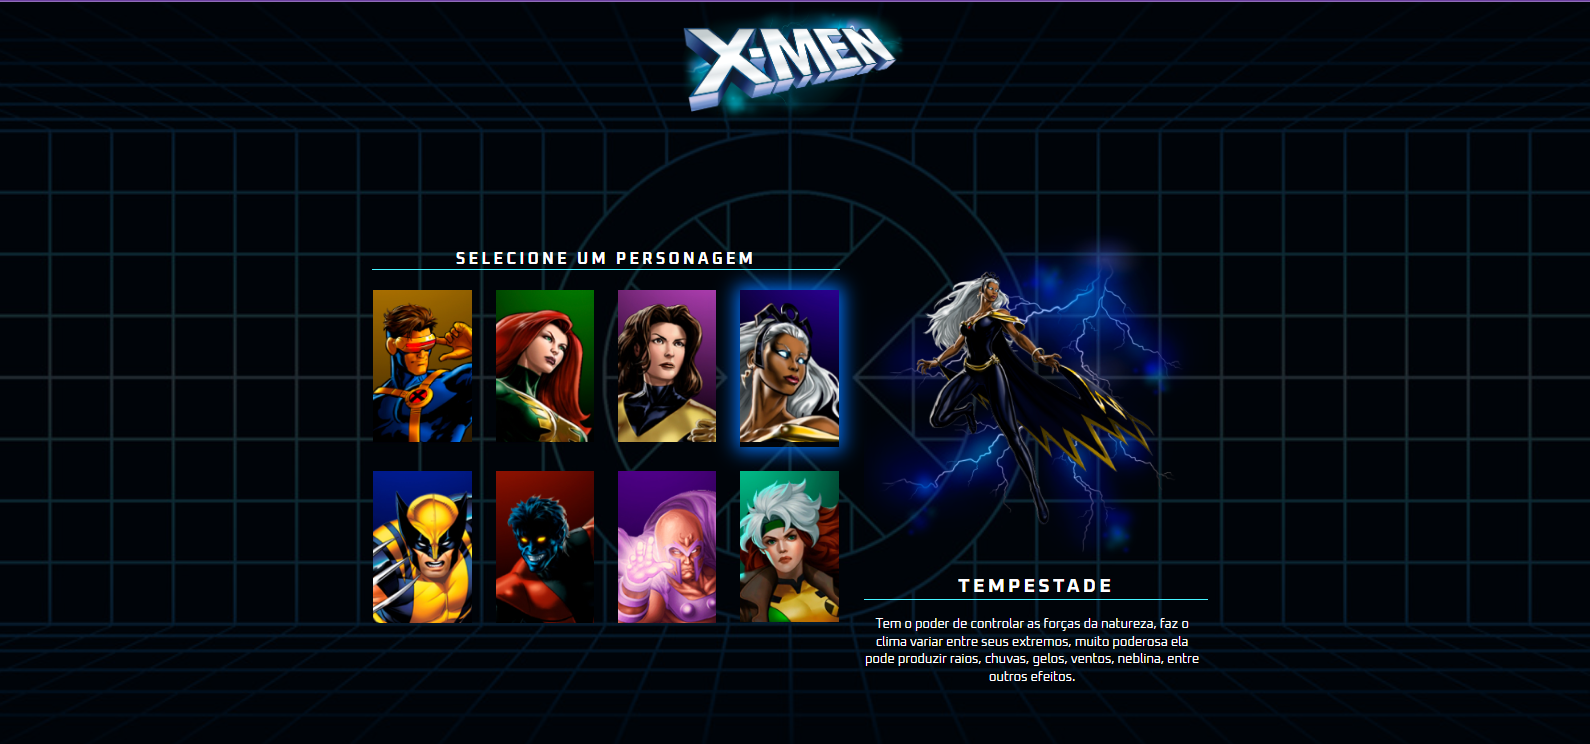 X-MEN
SELECIONE UM PERSONAGEM
TEMPESTADE
Tem o poder de controlar as forças da natureza, faz o
clima variar entre seus extremos, muito poderosa ela
pode produzir raios, chuvas, gelos, ventos, neblina, entre
outros efeitos.